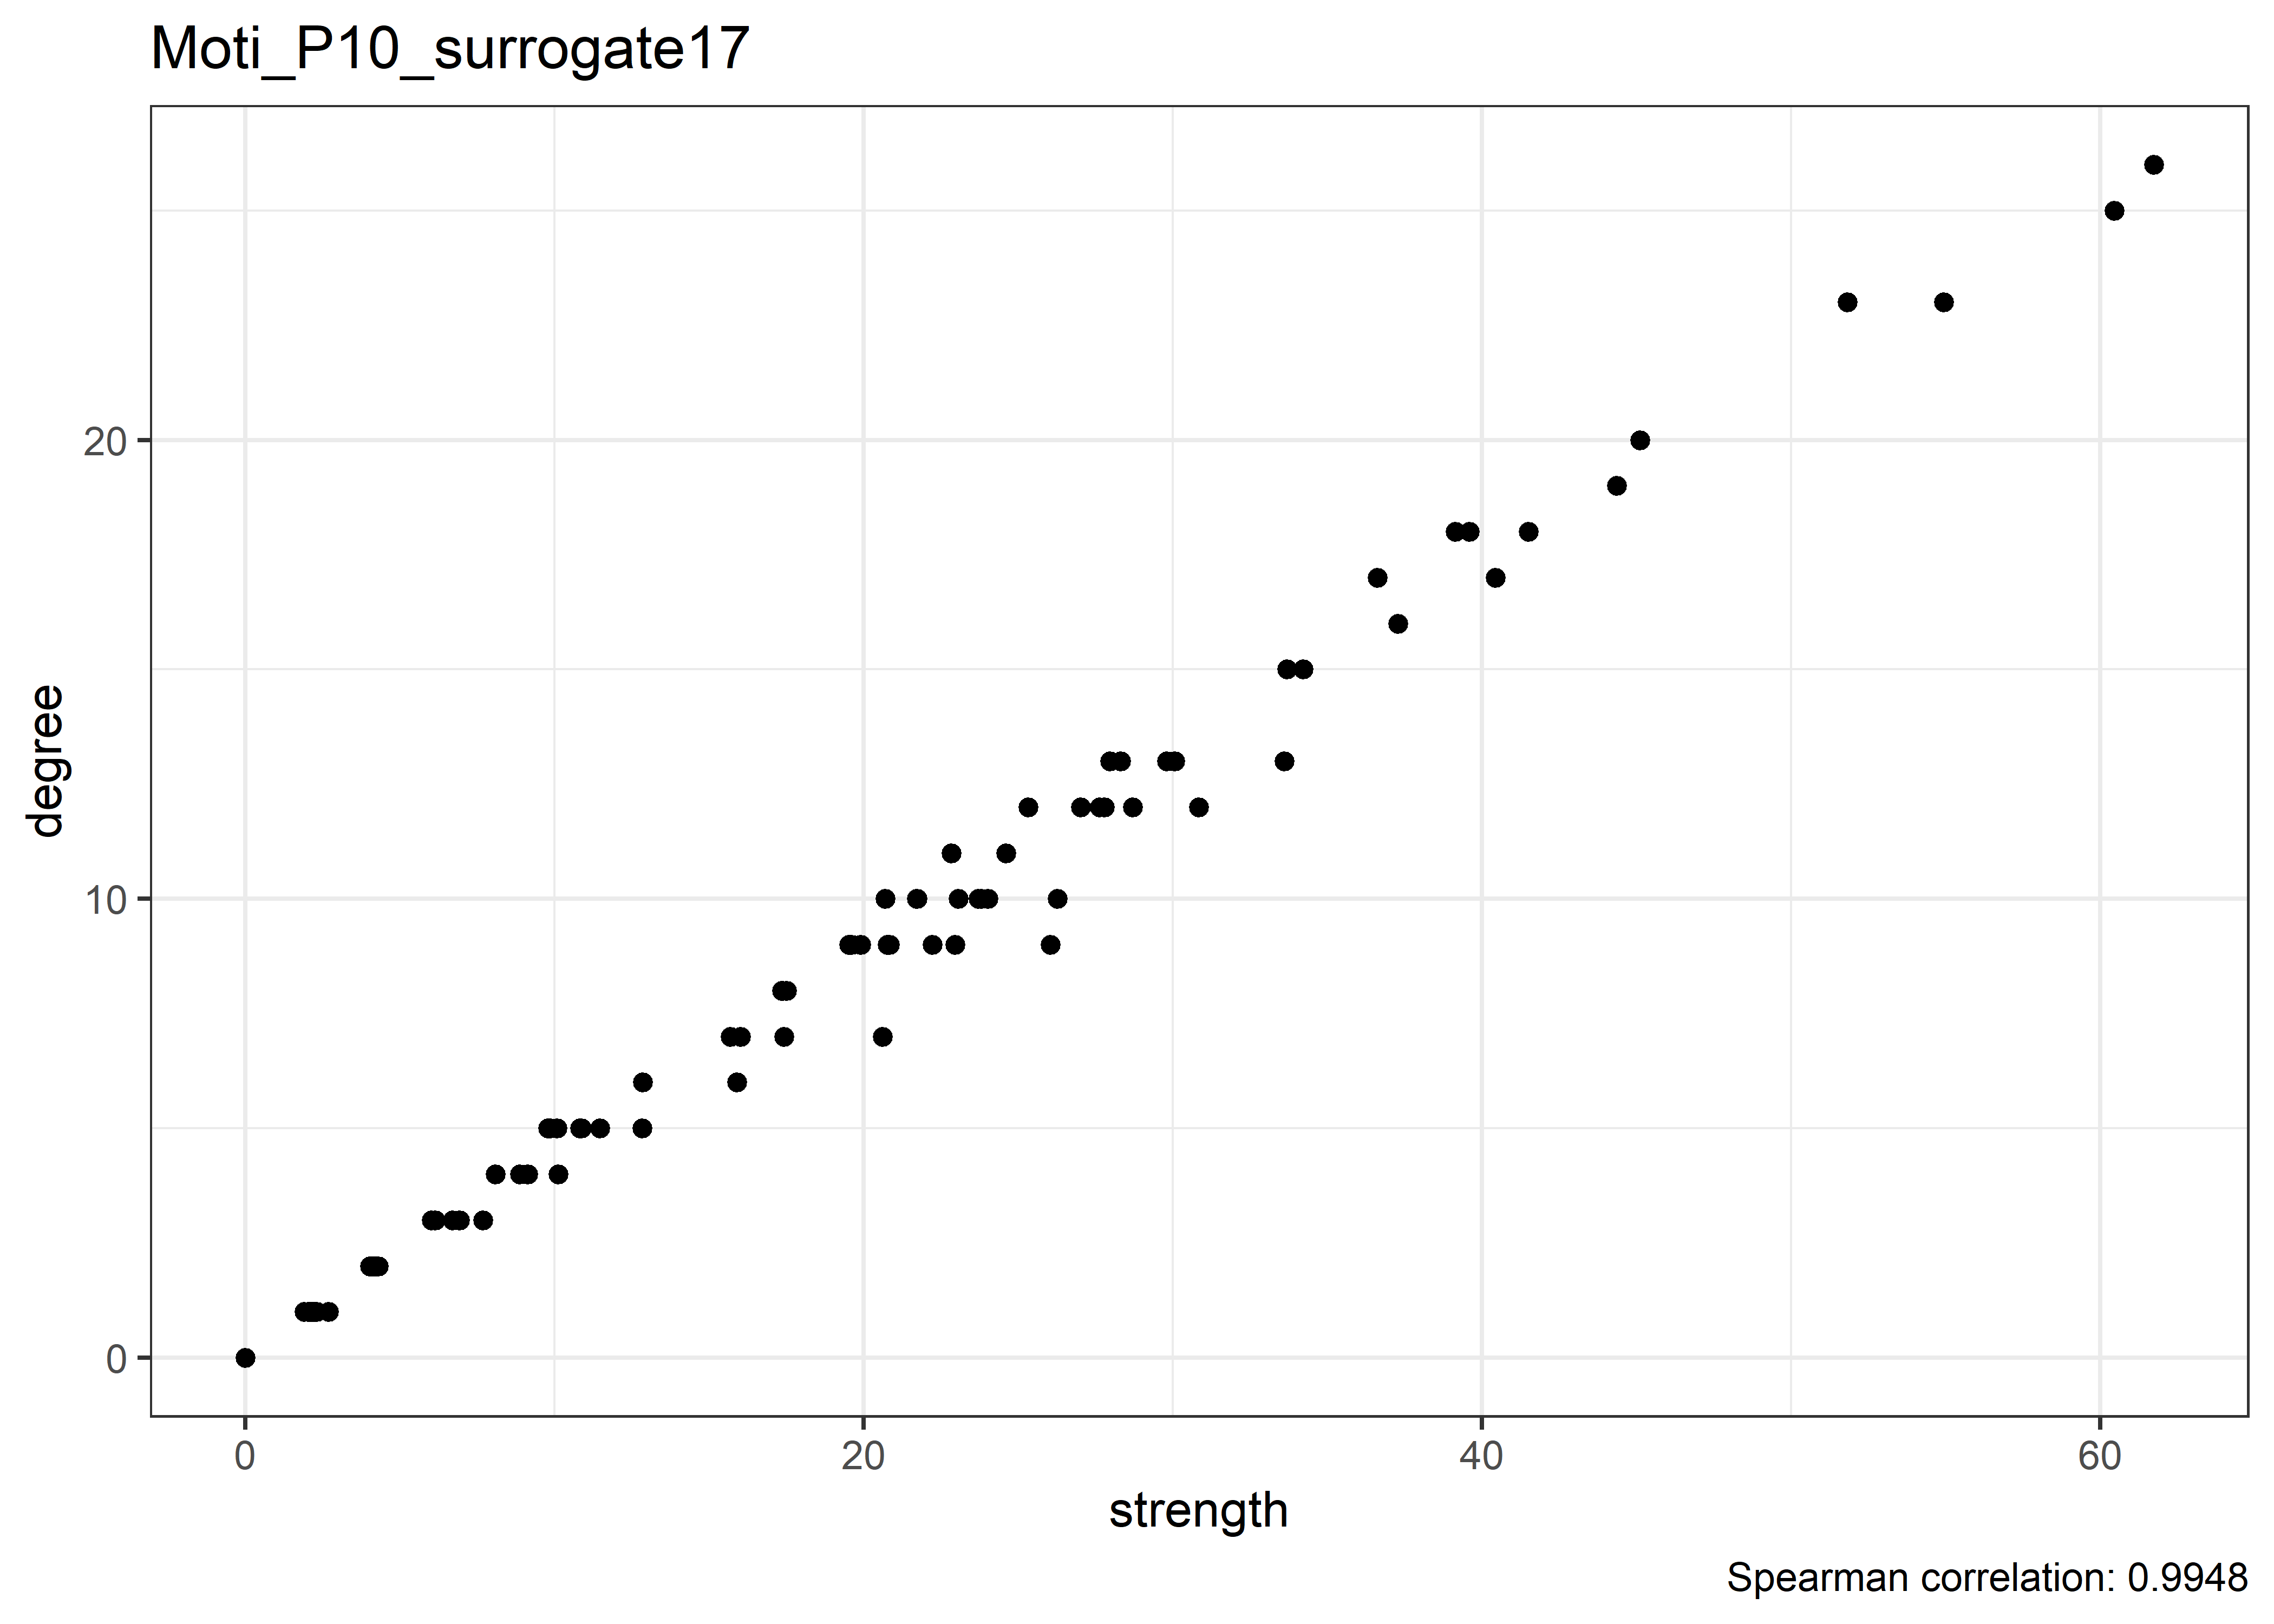 Moti_P10_surrogate17
degree
20
10
0
0 20 40 60
strength
Spearman correlation: 0.9948